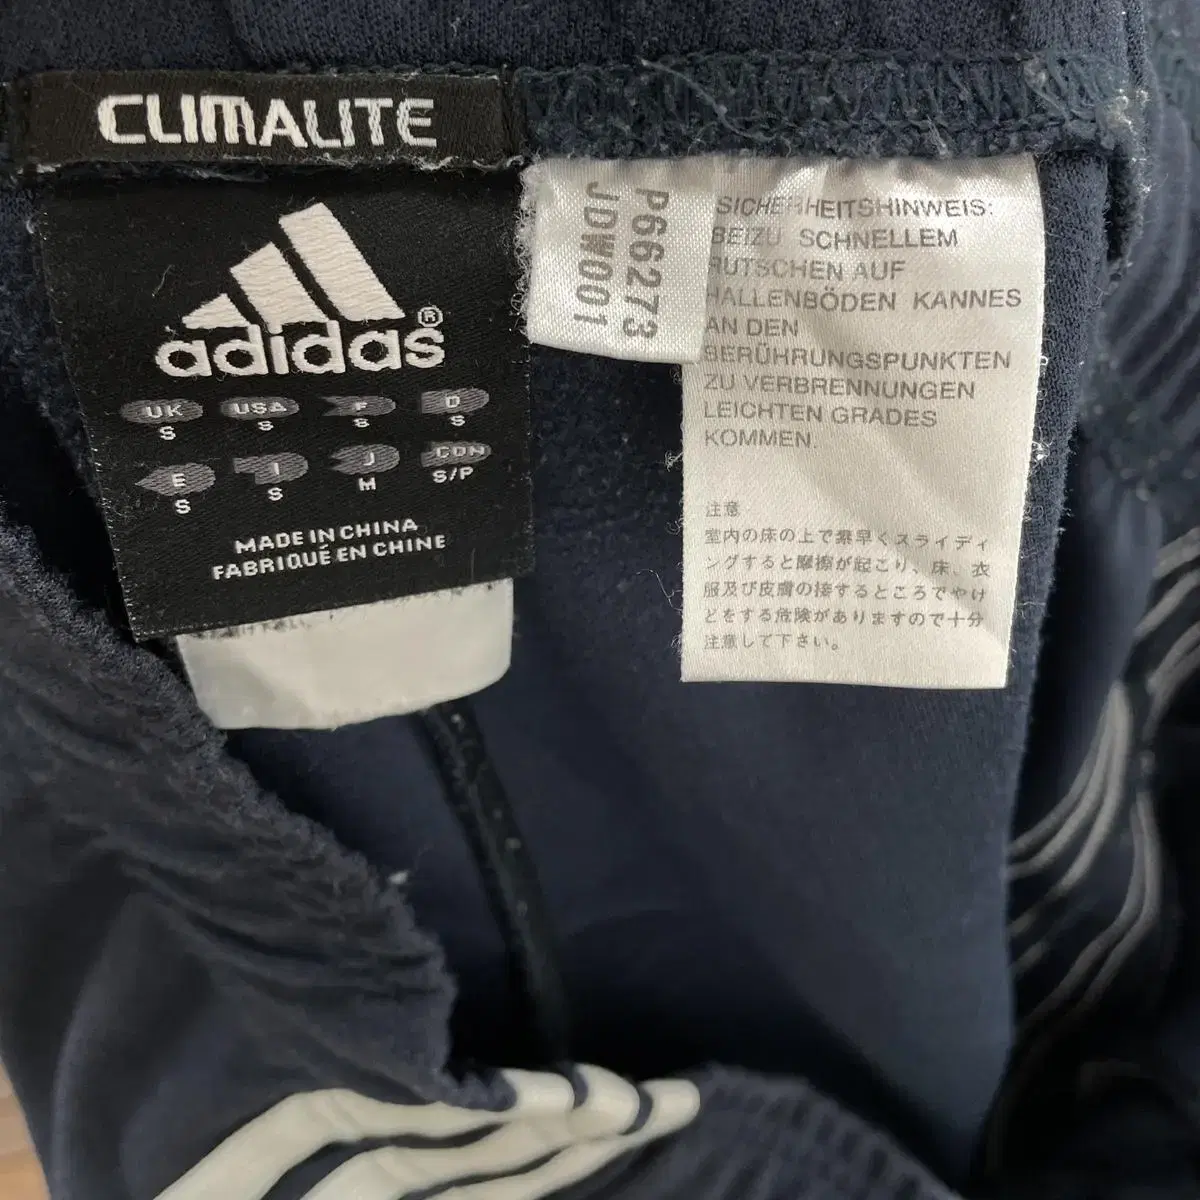 CLIMALITE
adidas®
UK USA F D
S S S S
E I J CDN
S S M S/P
MADE IN CHINA
FABRIQUÉ EN CHINE
P66273
JDW001
SICHERHEITSHINWEIS:
BEIZU SCHNELLEM
RUTSCHEN AUF
HALLENBÖDEN KANNES
AN DEN
BERÜHRUNGSPUNKTEN
ZU VERBRENNUNGEN
LEICHTEN GRADES
KOMMEN.
注意
室内の床の上で素早くスライディ
ングすると摩擦が起こり、床、衣
服及び皮膚の接するところでやけ
どをする危険がありますので十分
注意して下さい。